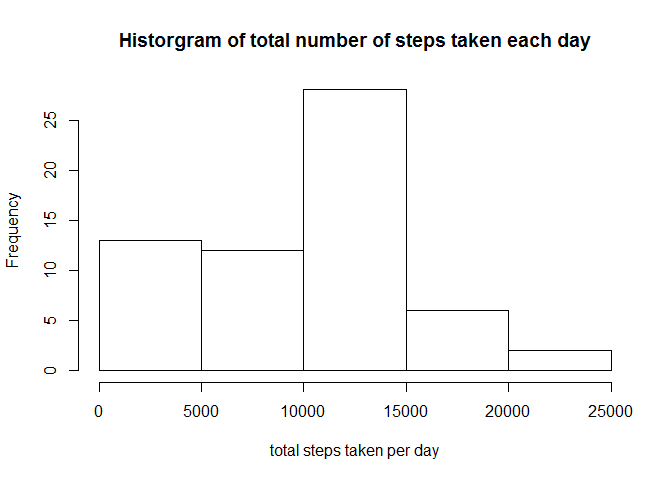 Historgram of total number of steps taken each day
Frequency
25
20
15
10
5
0
0 5000 10000 15000 20000 25000
total steps taken per day